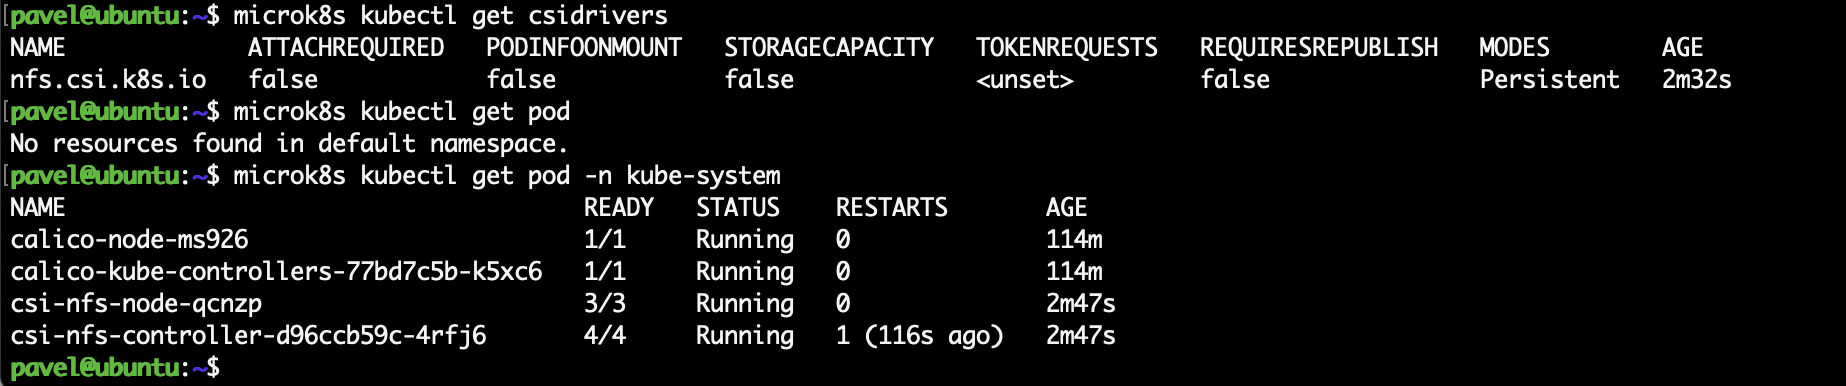 [pavel@ubuntu:~$ microk8s kubectl get csidrivers
NAME             ATTACHREQUIRED   PODINFOONMOUNT   STORAGECAPACITY   TOKENREQUESTS   REQUIRESREPUBLISH   MODES        AGE
nfs.csi.k8s.io   false            false            false             <unset>         false               Persistent   2m32s
[pavel@ubuntu:~$ microk8s kubectl get pod
No resources found in default namespace.
[pavel@ubuntu:~$ microk8s kubectl get pod -n kube-system
NAME                                     READY   STATUS    RESTARTS       AGE
calico-node-ms926                        1/1     Running   0              114m
calico-kube-controllers-77bd7c5b-k5xc6   1/1     Running   0              114m
csi-nfs-node-qcnzp                       3/3     Running   0              2m47s
csi-nfs-controller-d96ccb59c-4rfj6       4/4     Running   1 (116s ago)   2m47s
pavel@ubuntu:~$